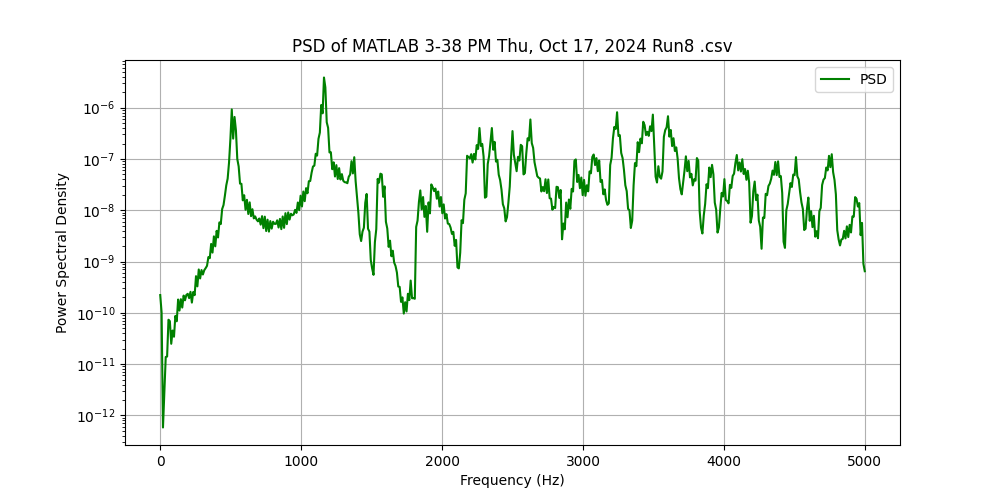 PSD of MATLAB 3-38 PM Thu, Oct 17, 2024 Run8 .csv
PSD
Power Spectral Density
10⁻⁶
10⁻⁷
10⁻⁸
10⁻⁹
10⁻¹⁰
10⁻¹¹
10⁻¹²
0 1000 2000 3000 4000 5000
Frequency (Hz)